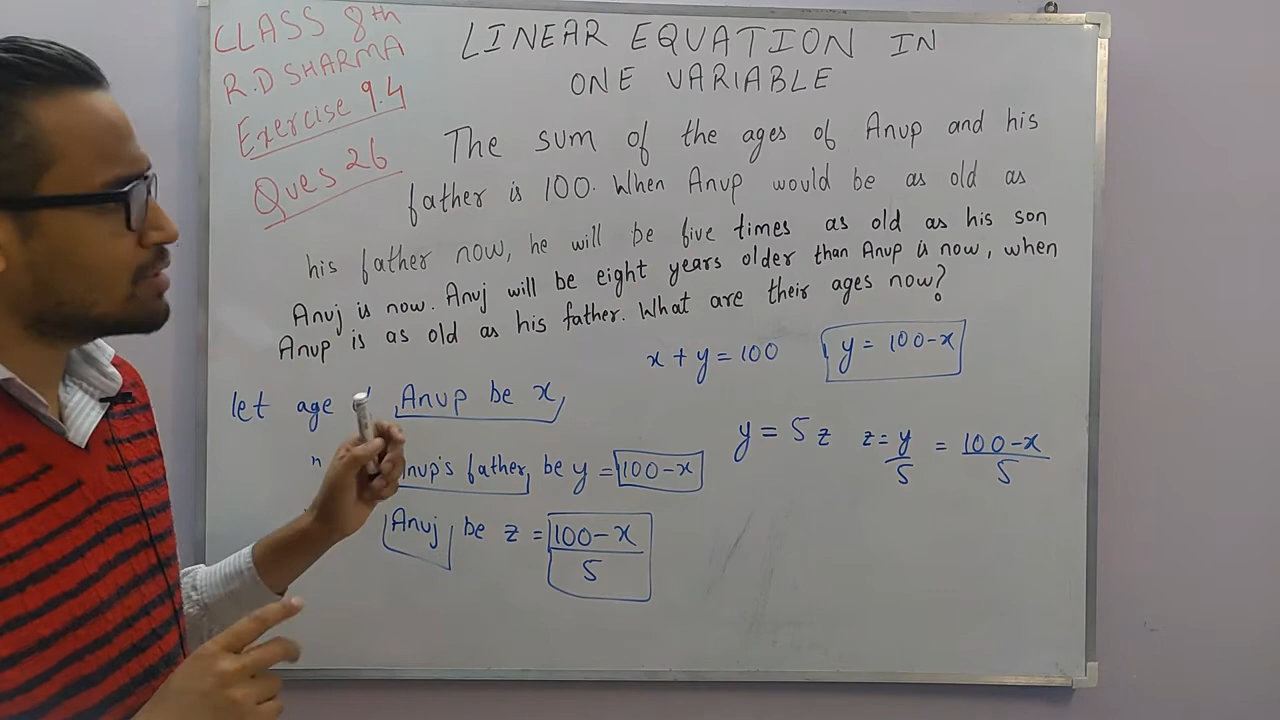 CLASS 8th
R.D SHARMA
Exercise 9.4
Ques 26
LINEAR EQUATION IN
ONE VARIABLE
The sum of the ages of Anup and his
father is 100. When Anup would be as old as
his father now, he will be five times as old as his son
Anuj is now. Anuj will be eight years older than Anup is now, when
Anup is as old as his father. What are their ages now?
x + y = 100 y = 100-x
let age Anup be x,
" Anup's father, be y = 100-x
Anuj be z = 100-x/5
y = 5z z = y/5 = 100-x/5